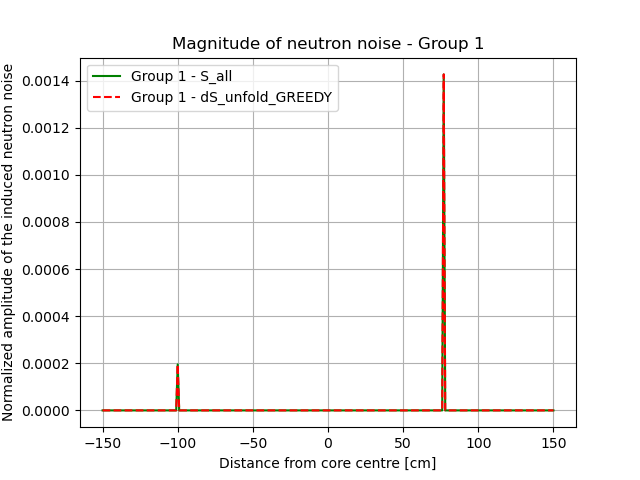 Magnitude of neutron noise - Group 1
Group 1 - S_all
Group 1 - dS_unfold_GREEDY
Normalized amplitude of the induced neutron noise
0.0014
0.0012
0.0010
0.0008
0.0006
0.0004
0.0002
0.0000
−150 −100 −50 0 50 100 150
Distance from core centre [cm]